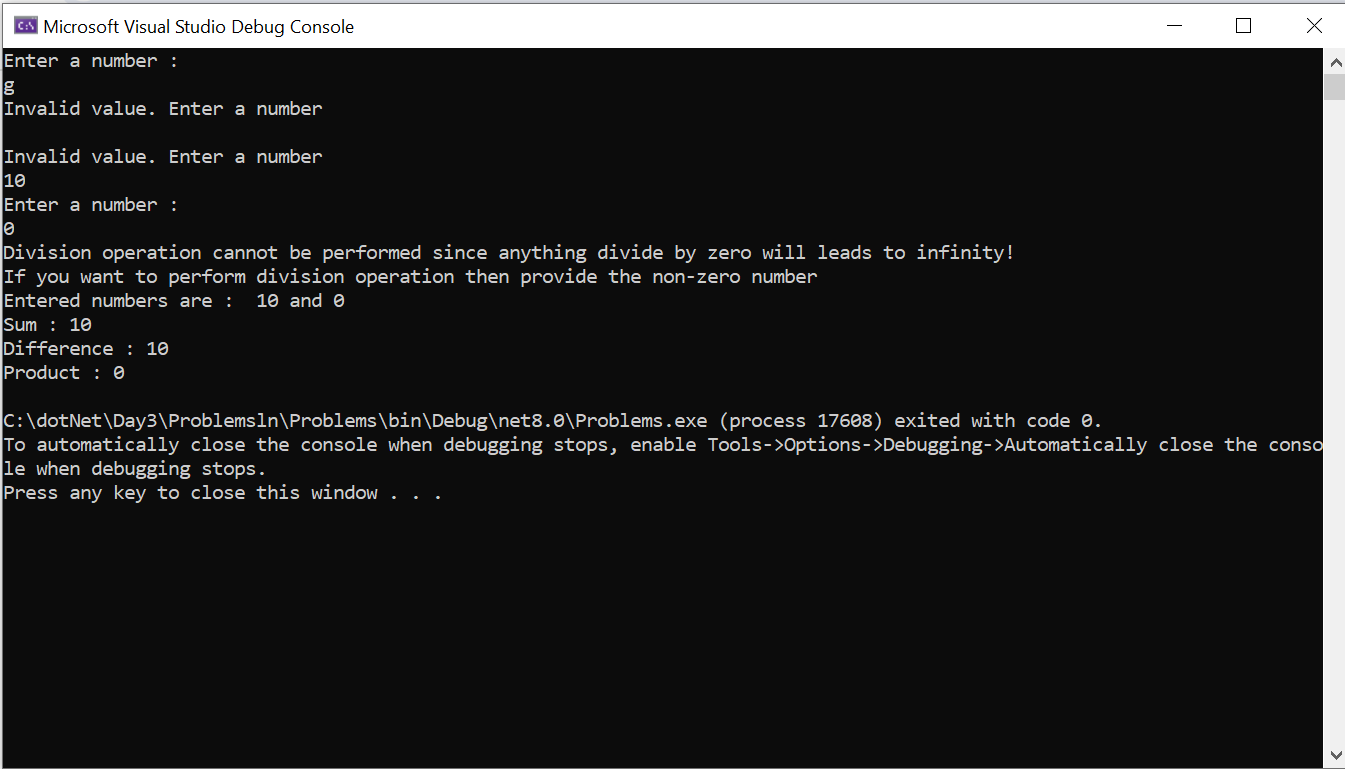 Microsoft Visual Studio Debug Console
Enter a number :
g
Invalid value. Enter a number
Invalid value. Enter a number
10
Enter a number :
0
Division operation cannot be performed since anything divide by zero will leads to infinity!
If you want to perform division operation then provide the non-zero number
Entered numbers are :  10 and 0
Sum : 10
Difference : 10
Product : 0
C:\dotNet\Day3\Problemsln\Problems\bin\Debug\net8.0\Problems.exe (process 17608) exited with code 0.
To automatically close the console when debugging stops, enable Tools->Options->Debugging->Automatically close the conso
le when debugging stops.
Press any key to close this window . . .